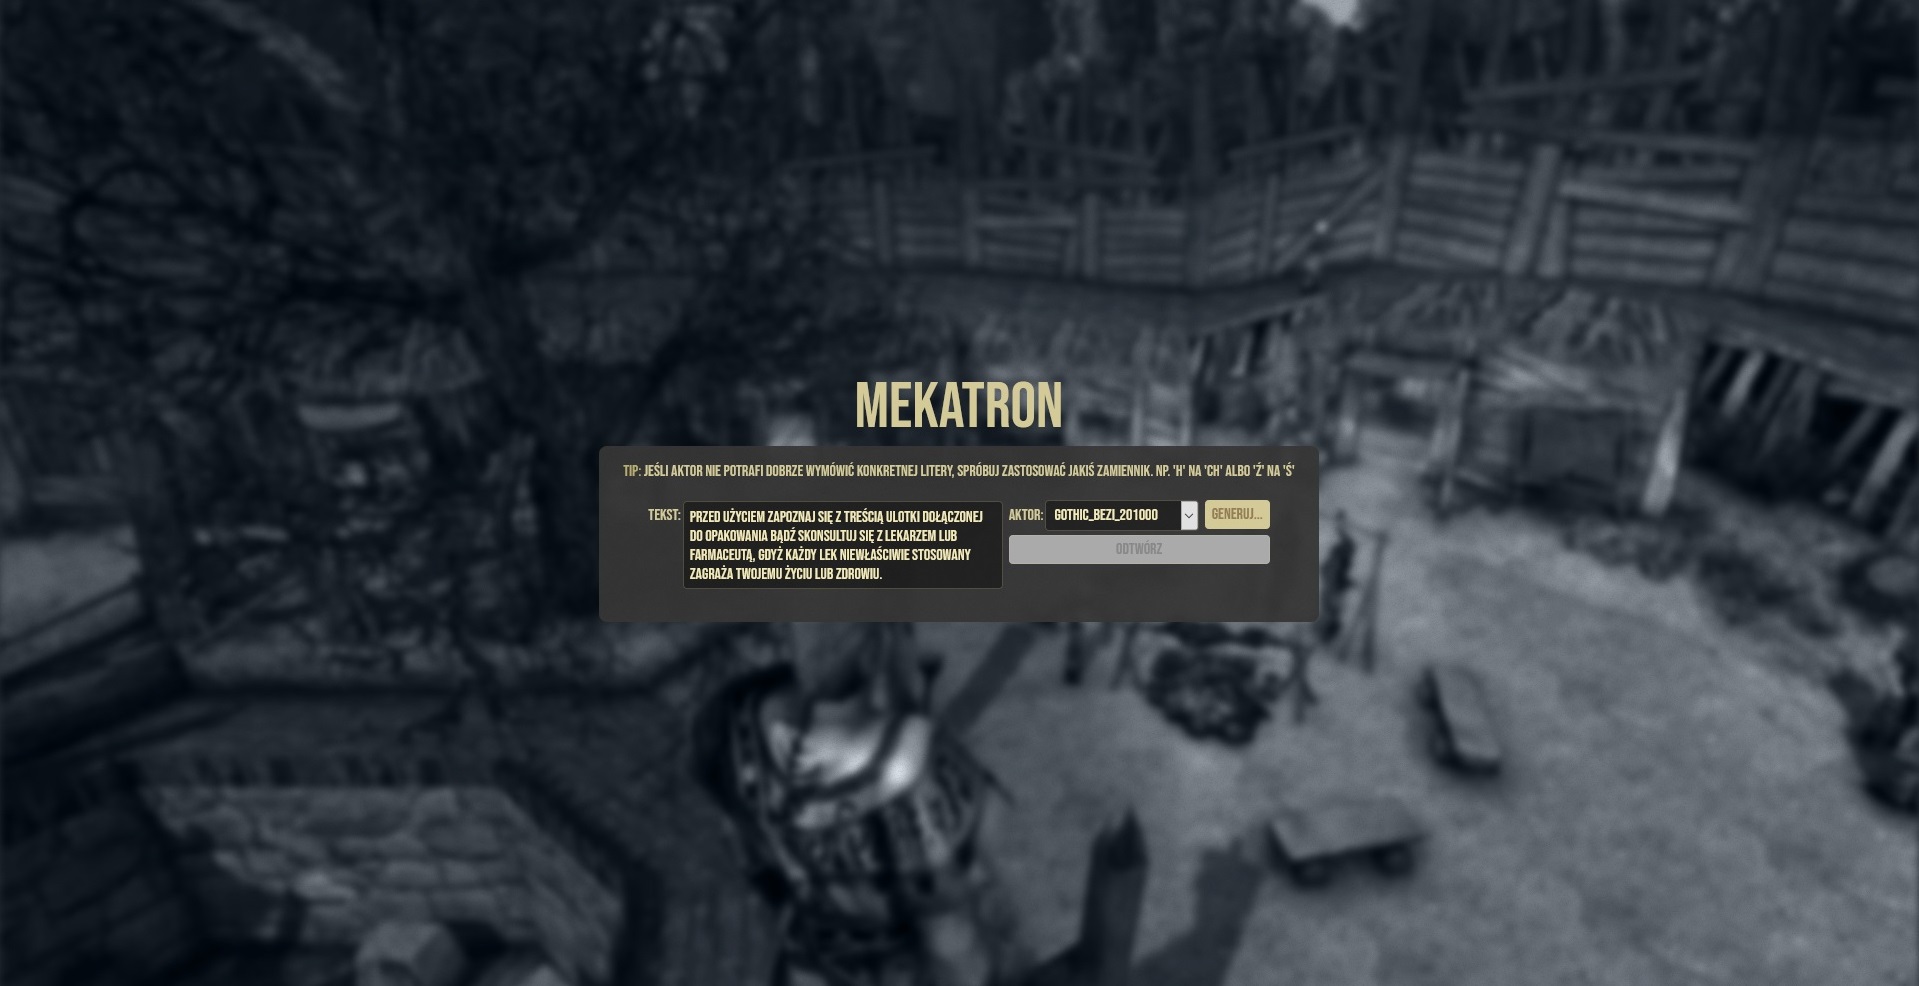 MEKATRON
TIP: JEŚLI AKTOR NIE POTRAFI DOBRZE WYMÓWIĆ KONKRETNEJ LITERY, SPRÓBUJ ZASTOSOWAĆ JAKIŚ ZAMIENNIK. NP. 'H' NA 'CH' ALBO 'Ź' NA 'Ś'
TEKST:
PRZED UŻYCIEM ZAPOZNAJ SIĘ Z TREŚCIĄ ULOTKI DOŁĄCZONEJ
DO OPAKOWANIA BĄDŹ SKONSULTUJ SIĘ Z LEKARZEM LUB
FARMACEUTĄ, GDYŻ KAŻDY LEK NIEWŁAŚCIWIE STOSOWANY
ZAGRAŻA TWOJEMU ŻYCIU LUB ZDROWIU.
AKTOR: GOTHIC_BEZI_201000 GENERUJ...
ODTWÓRZ